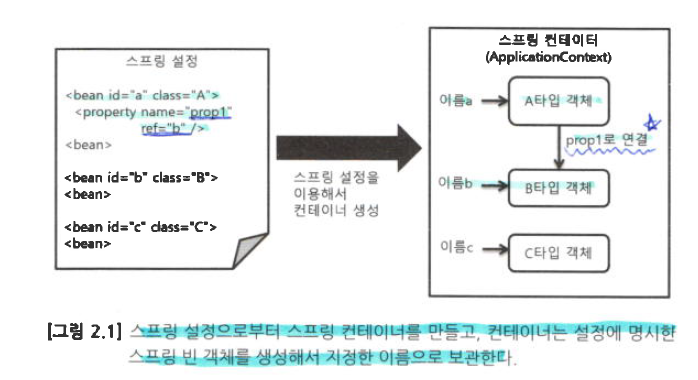 스프링 설정
<bean id="a" class="A">
<property name="prop1"
ref="b" />
<bean>
<bean id="b" class="B">
<bean>
<bean id="c" class="C">
<bean>
스프링 설정을
이용해서
컨테이너 생성
스프링 컨테이터
(ApplicationContext)
이름a
A타입 객체
prop1로 연결
이름b
B타입 객체
이름c
C타입 객체
[그림 2.1] 스프링 설정으로부터 스프링 컨테이너를 만들고, 컨테이너는 설정에 명시한
스프링 빈 객체를 생성해서 지정한 이름으로 보관한다.